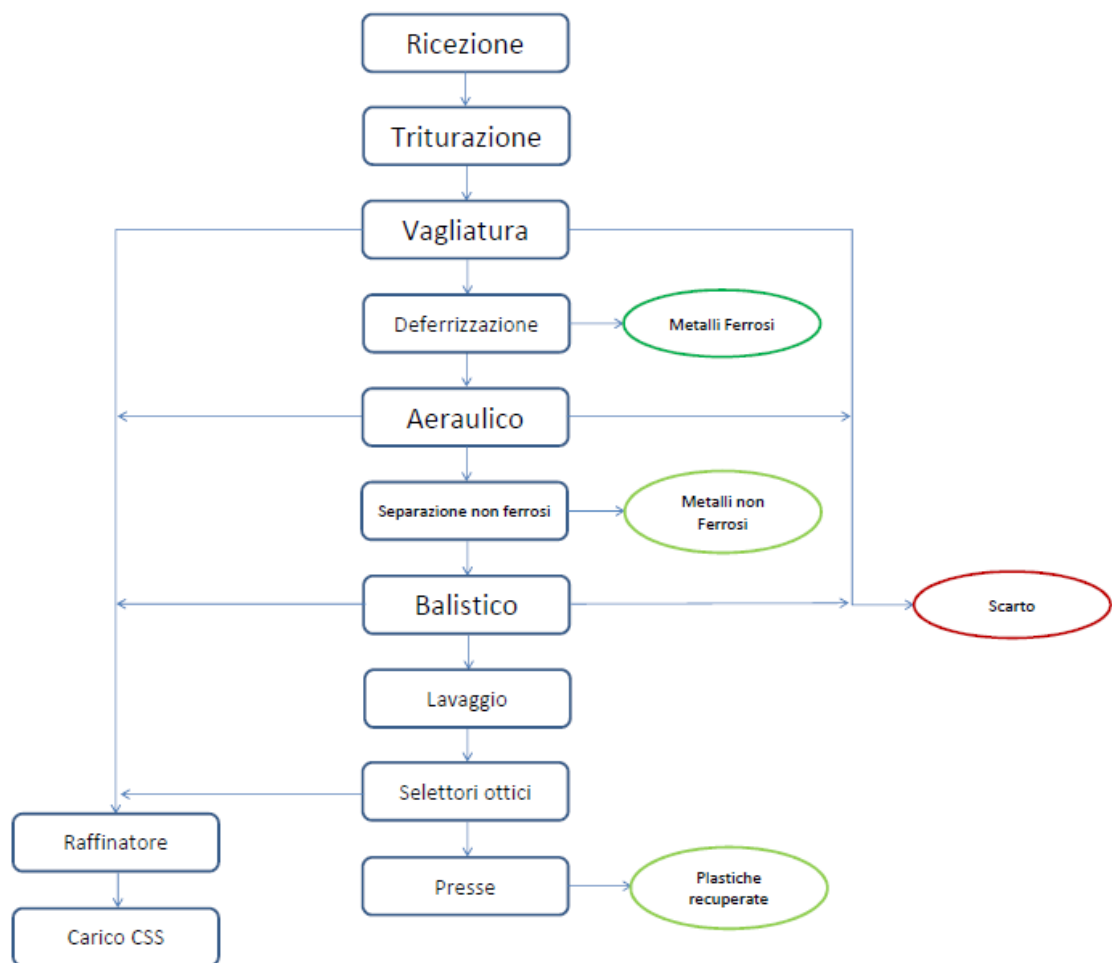 Ricezione
Triturazione
Vagliatura
Deferrizzazione
Metalli Ferrosi
Aeraulico
Separazione non ferrosi
Metalli non
Ferrosi
Balistico
Scarto
Lavaggio
Selettori ottici
Raffinatore
Presse
Plastiche
recuperate
Carico CSS